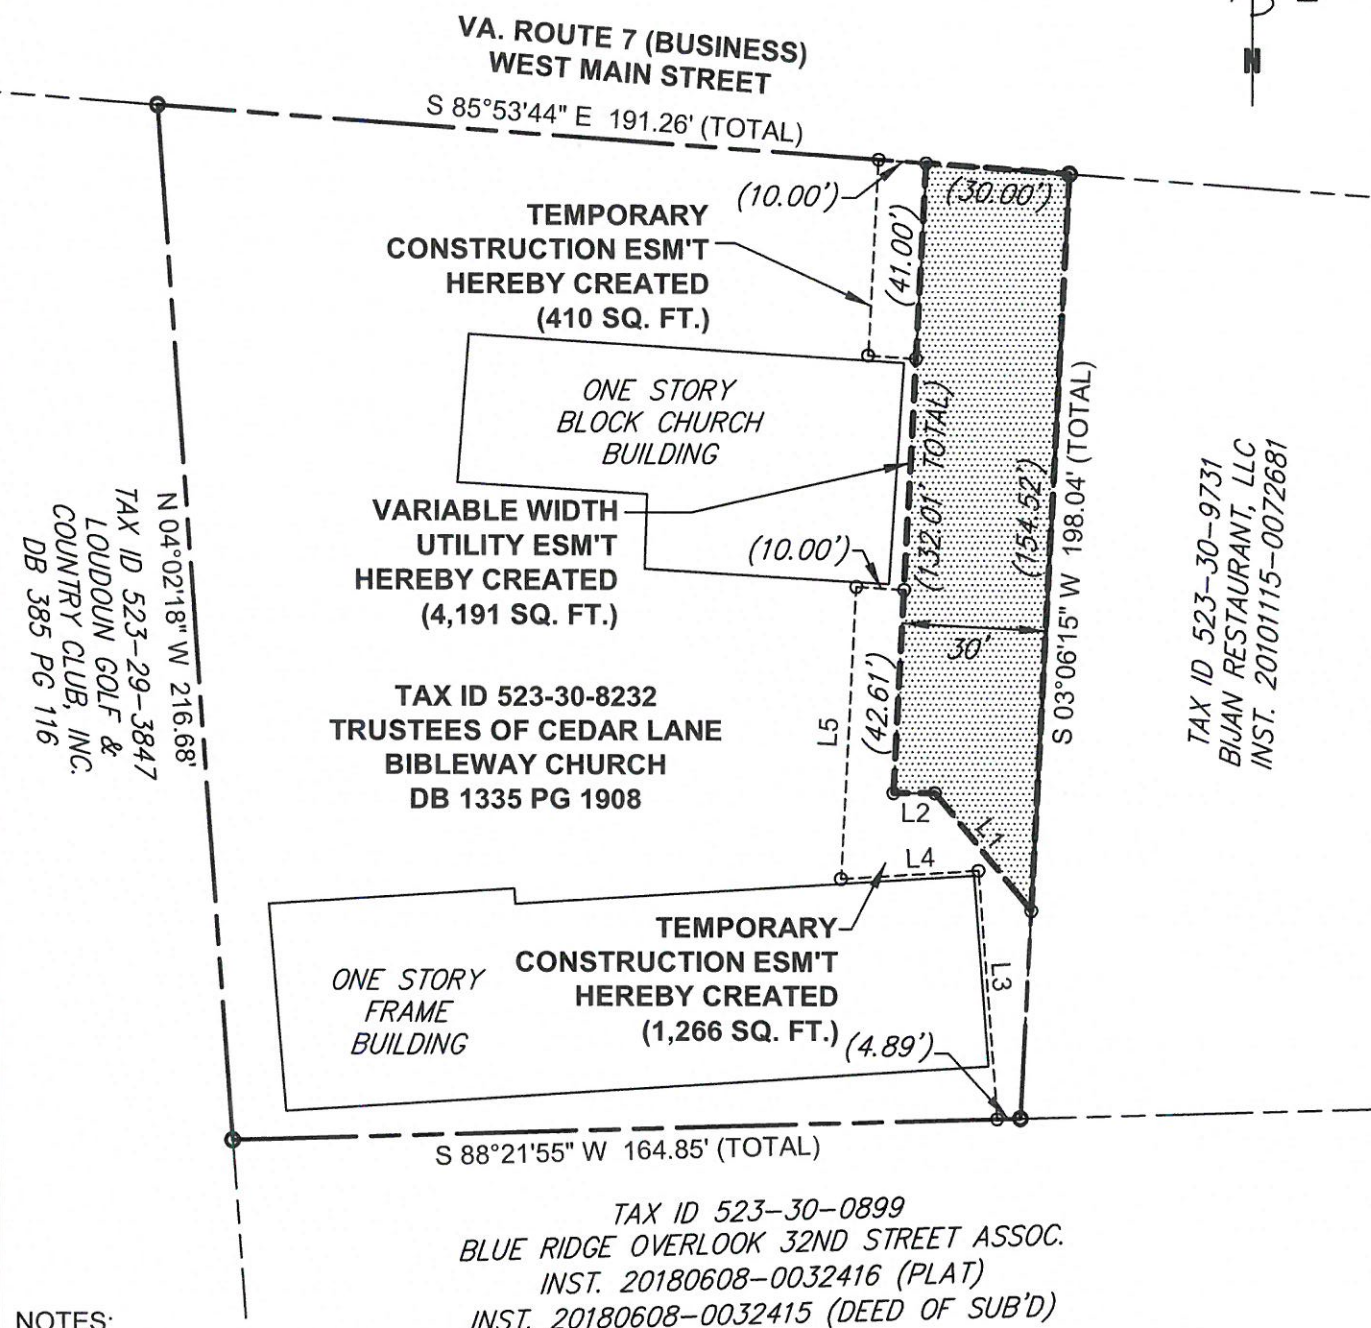 VA. ROUTE 7 (BUSINESS)
WEST MAIN STREET
N
S 85°53'44" E 191.26' (TOTAL)
(10.00')
(30.00')
TEMPORARY
CONSTRUCTION ESM'T
HEREBY CREATED
(410 SQ. FT.)
(41.00')
ONE STORY
BLOCK CHURCH
BUILDING
(132.01' TOTAL)
(154.52')
S 03°06'15" W 198.04' (TOTAL)
TAX ID 523-30-9731
BIJAN RESTAURANT, LLC
INST. 20101115-0072681
VARIABLE WIDTH
UTILITY ESM'T
HEREBY CREATED
(4,191 SQ. FT.)
(10.00')
30'
N 04°02'18" W 216.68'
TAX ID 523-29-3847
LOUDOUN GOLF &
COUNTRY CLUB, INC.
DB 385 PG 116
TAX ID 523-30-8232
TRUSTEES OF CEDAR LANE
BIBLEWAY CHURCH
DB 1335 PG 1908
L5
(42.61')
L2
L1
L4
TEMPORARY
CONSTRUCTION ESM'T
HEREBY CREATED
(1,266 SQ. FT.)
L3
ONE STORY
FRAME
BUILDING
(4.89')
S 88°21'55" W 164.85' (TOTAL)
TAX ID 523-30-0899
BLUE RIDGE OVERLOOK 32ND STREET ASSOC.
INST. 20180608-0032416 (PLAT)
INST. 20180608-0032415 (DEED OF SUB'D)
NOTES: